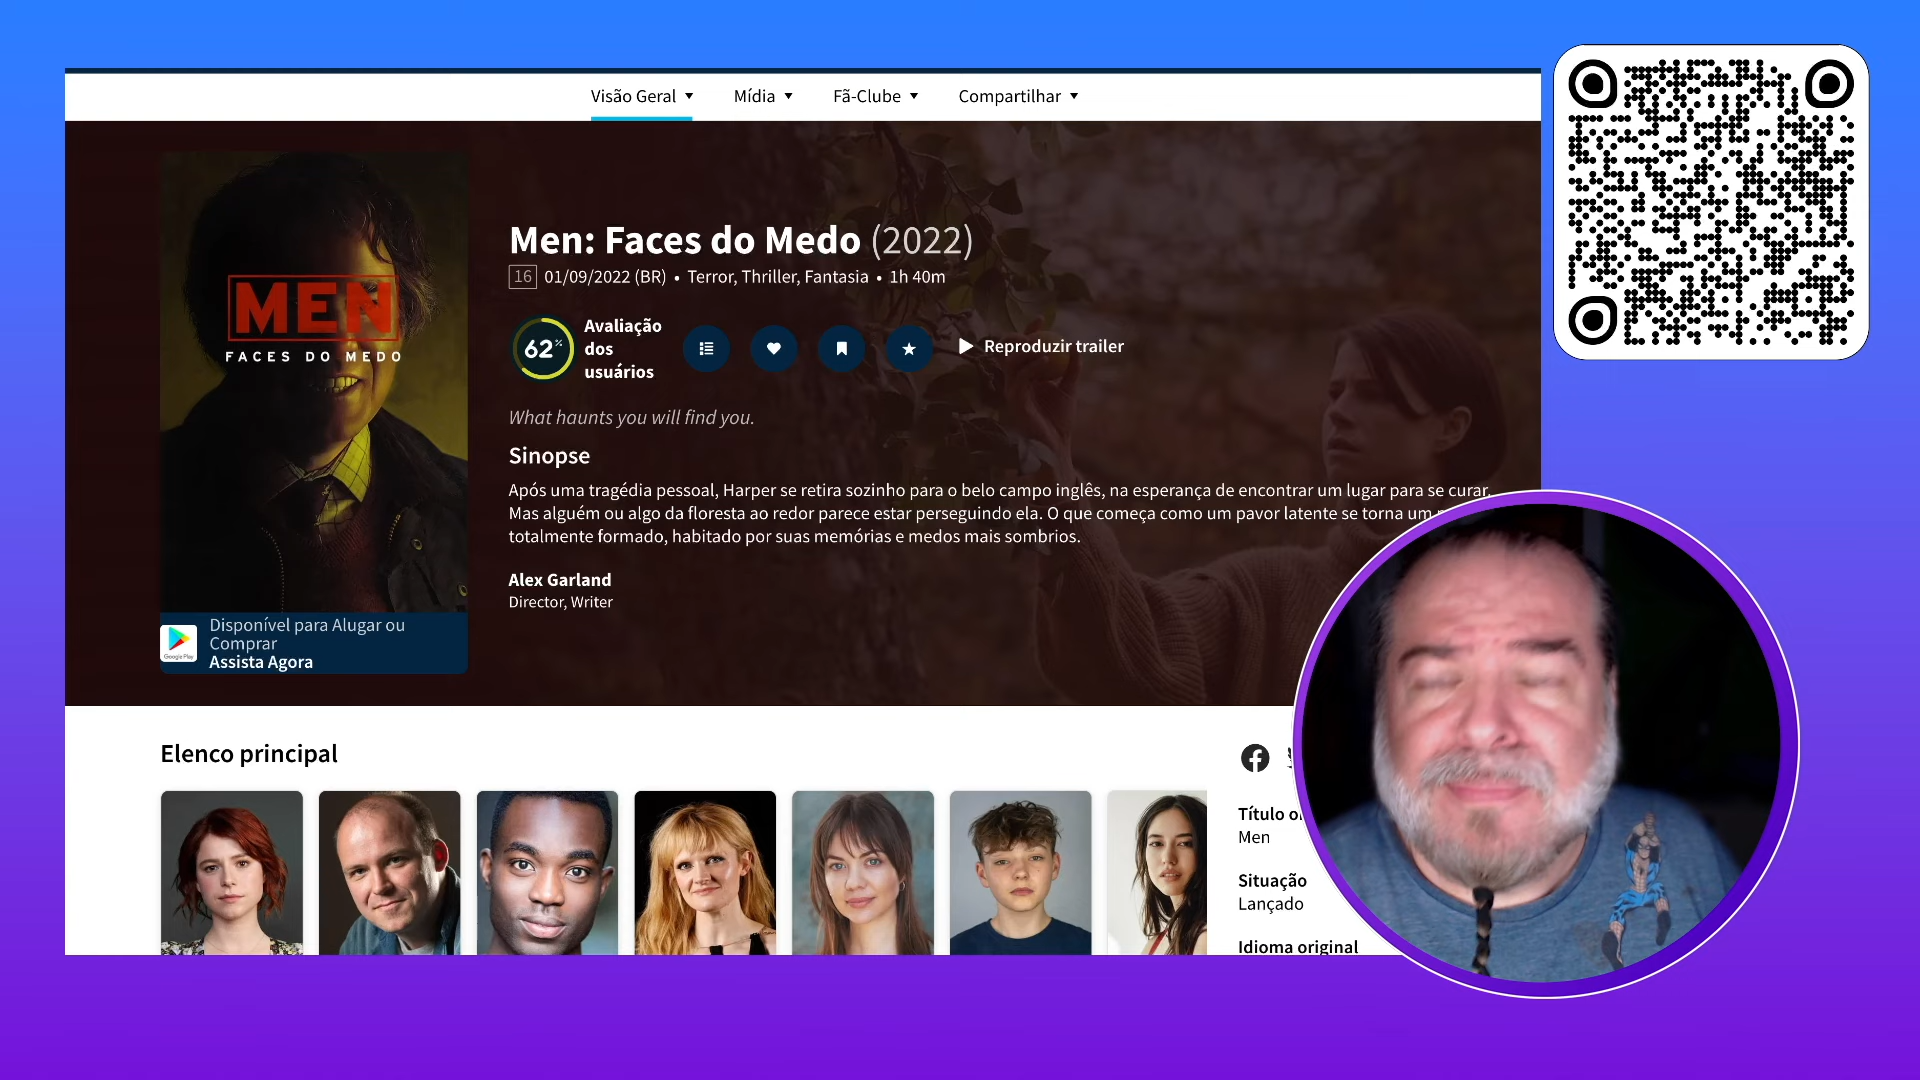 Visão Geral
Mídia
Fã-Clube
Compartilhar
MEN
FACES DO MEDO
Disponível para Alugar ou
Comprar
Assista Agora
Google Play
Men: Faces do Medo (2022)
16 01/09/2022 (BR) • Terror, Thriller, Fantasia • 1h 40m
62%
Avaliação
dos
usuários
Reproduzir trailer
What haunts you will find you.
Sinopse
Após uma tragédia pessoal, Harper se retira sozinho para o belo campo inglês, na esperança de encontrar um lugar para se curar.
Mas alguém ou algo da floresta ao redor parece estar perseguindo ela. O que começa como um pavor latente se torna um
totalmente formado, habitado por suas memórias e medos mais sombrios.
Alex Garland
Director, Writer
Elenco principal
Título
Men
Situação
Lançado
Idioma original